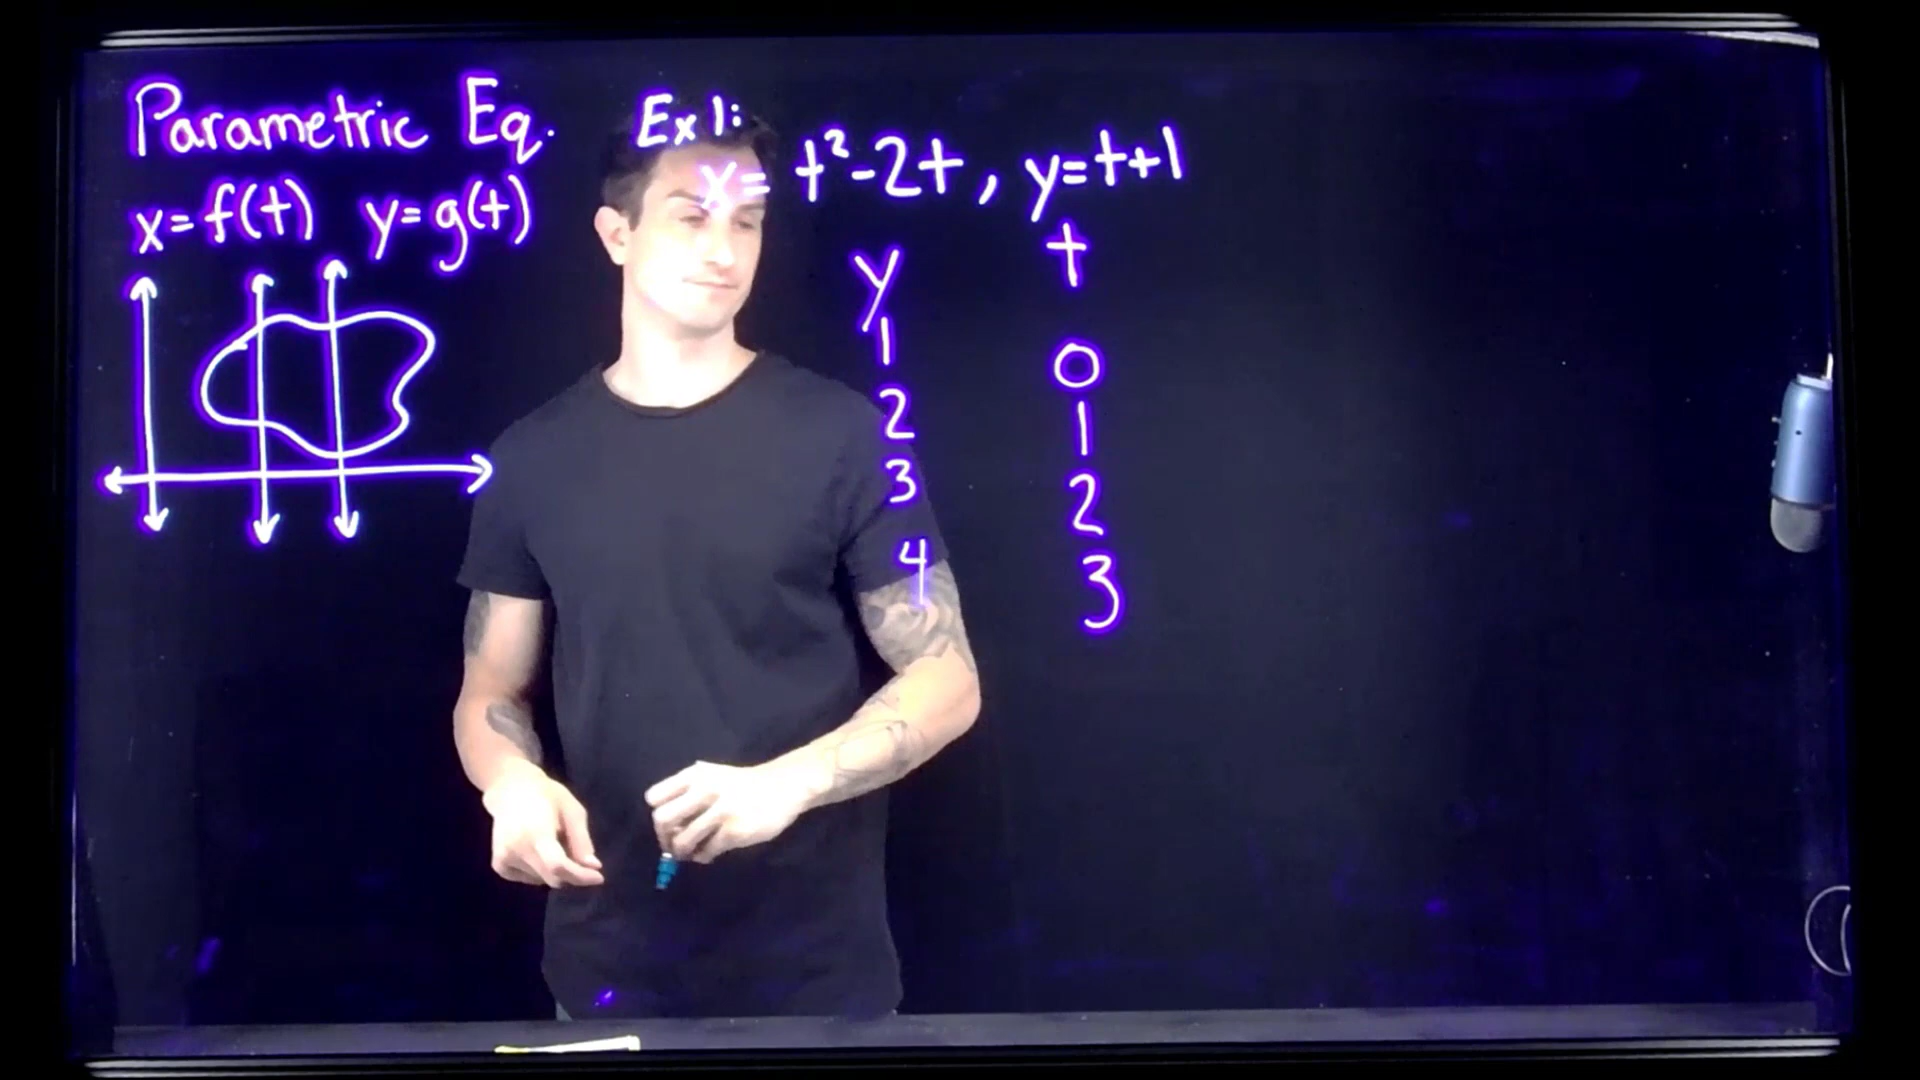 Parametric Eq.
x=f(t) y=g(t)
Ex 1:
x= t²-2t, y=t+1
y t
1 0
2 1
3 2
4 3